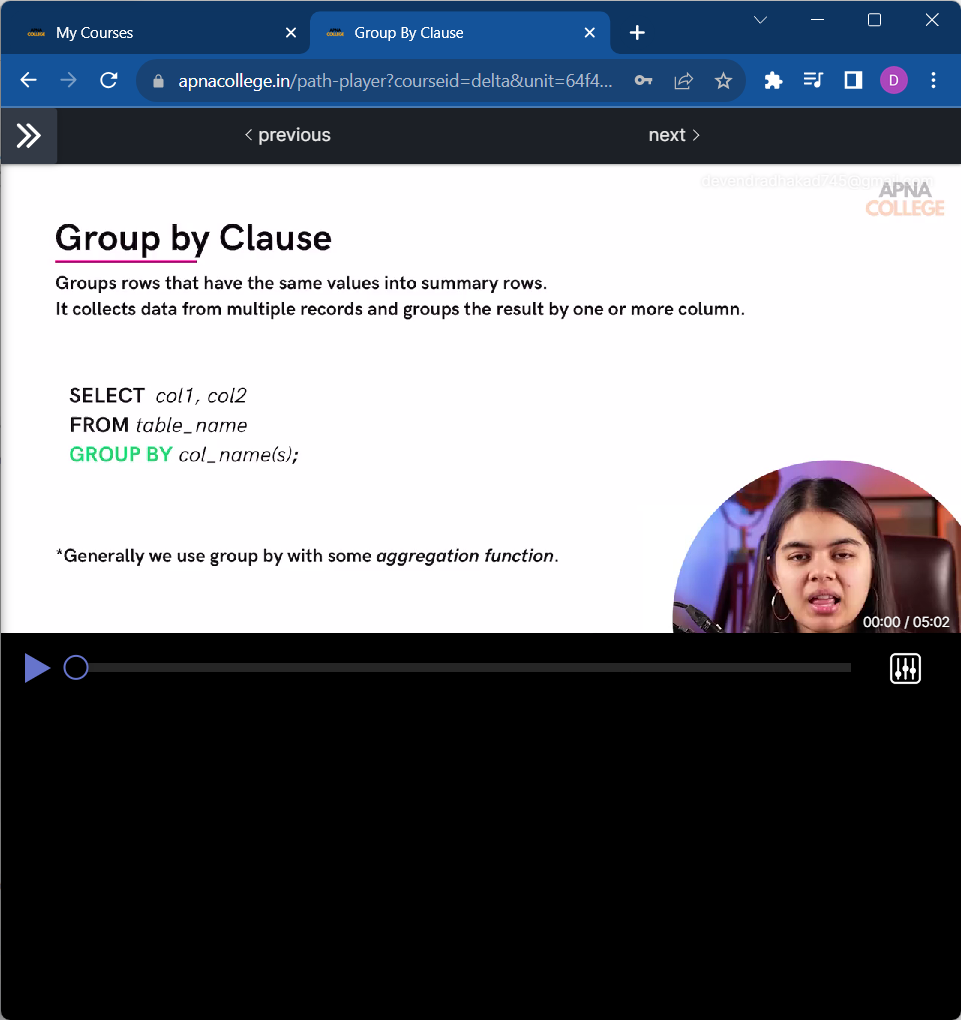 My Courses
Group By Clause
apnacollege.in/path-player?courseid=delta&unit=64f4...
D
previous
next
devendradhakad745@gmail.com
APNA
COLLEGE
Group by Clause
Groups rows that have the same values into summary rows.
It collects data from multiple records and groups the result by one or more column.
SELECT col1, col2
FROM table_name
GROUP BY col_name(s);
*Generally we use group by with some aggregation function.
00:00 / 05:02